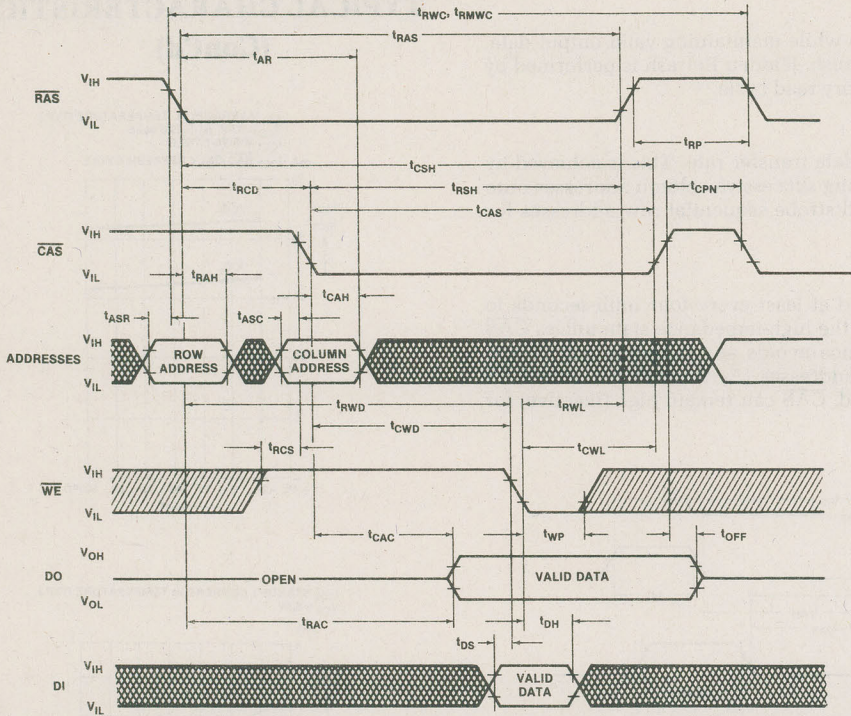 tRWC, tRMWC
tRAS
tAR
RAS
VIH
VIL
tRP
tCSH
tRCD
tRSH
tCPN
tCAS
CAS
VIH
VIL
tRAH
tCAH
tASR
tASC
ADDRESSES
VIH
VIL
ROW
ADDRESS
COLUMN
ADDRESS
tRWD
tRWL
tCWD
tCWL
tRCS
WE
VIH
VIL
tCAC
tWP
tOFF
DO
VOH
VOL
OPEN
VALID DATA
tRAC
tDH
tDS
DI
VIH
VIL
VALID
DATA